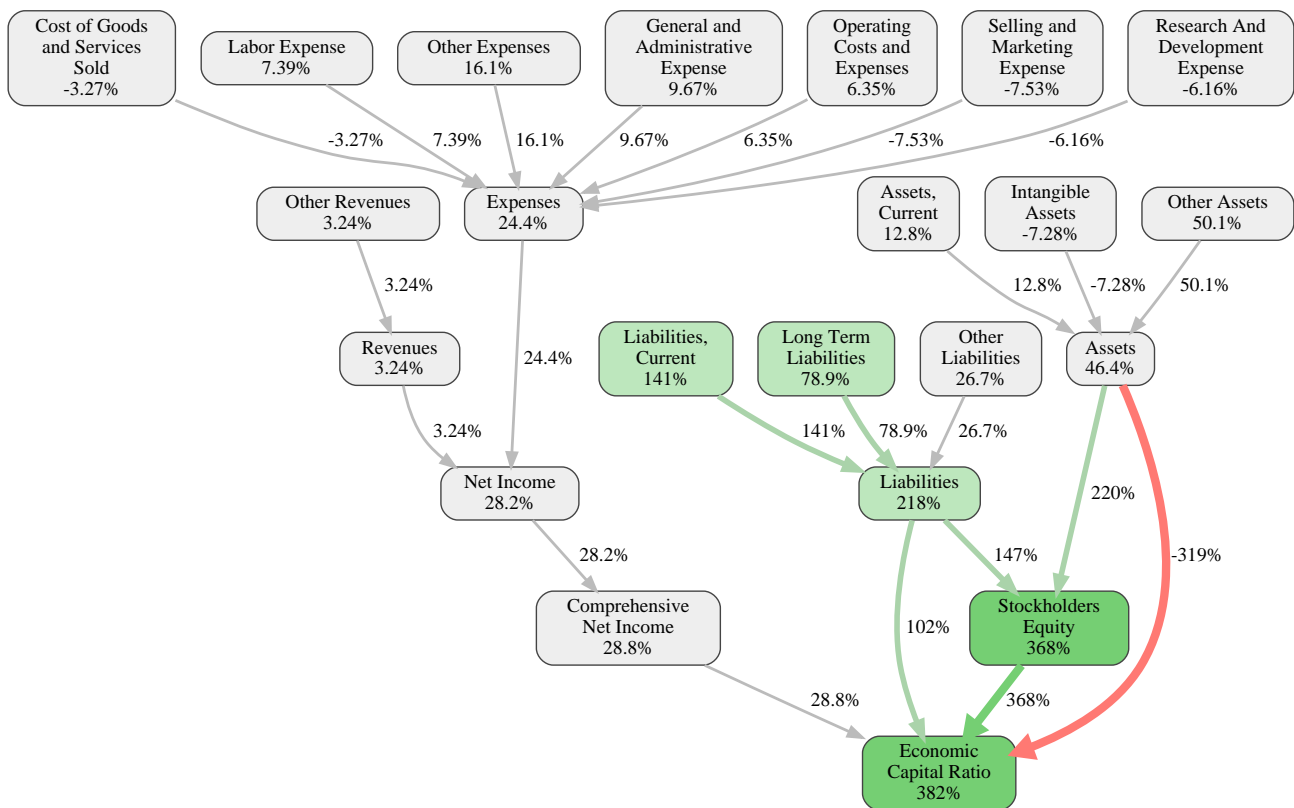 Cost of Goods
and Services
Sold
-3.27%
Labor Expense
7.39%
Other Expenses
16.1%
General and
Administrative
Expense
9.67%
Operating
Costs and
Expenses
6.35%
Selling and
Marketing
Expense
-7.53%
Research And
Development
Expense
-6.16%
-3.27%
7.39%
16.1%
9.67%
6.35%
-7.53%
-6.16%
Other Revenues
3.24%
Expenses
24.4%
Assets,
Current
12.8%
Intangible
Assets
-7.28%
Other Assets
50.1%
3.24%
12.8%
-7.28%
50.1%
Revenues
3.24%
24.4%
Liabilities,
Current
141%
Long Term
Liabilities
78.9%
Other
Liabilities
26.7%
Assets
46.4%
3.24%
141%
78.9%
26.7%
Net Income
28.2%
Liabilities
218%
220%
28.2%
147%
-319%
Comprehensive
Net Income
28.8%
102%
Stockholders
Equity
368%
28.8%
368%
Economic
Capital Ratio
382%